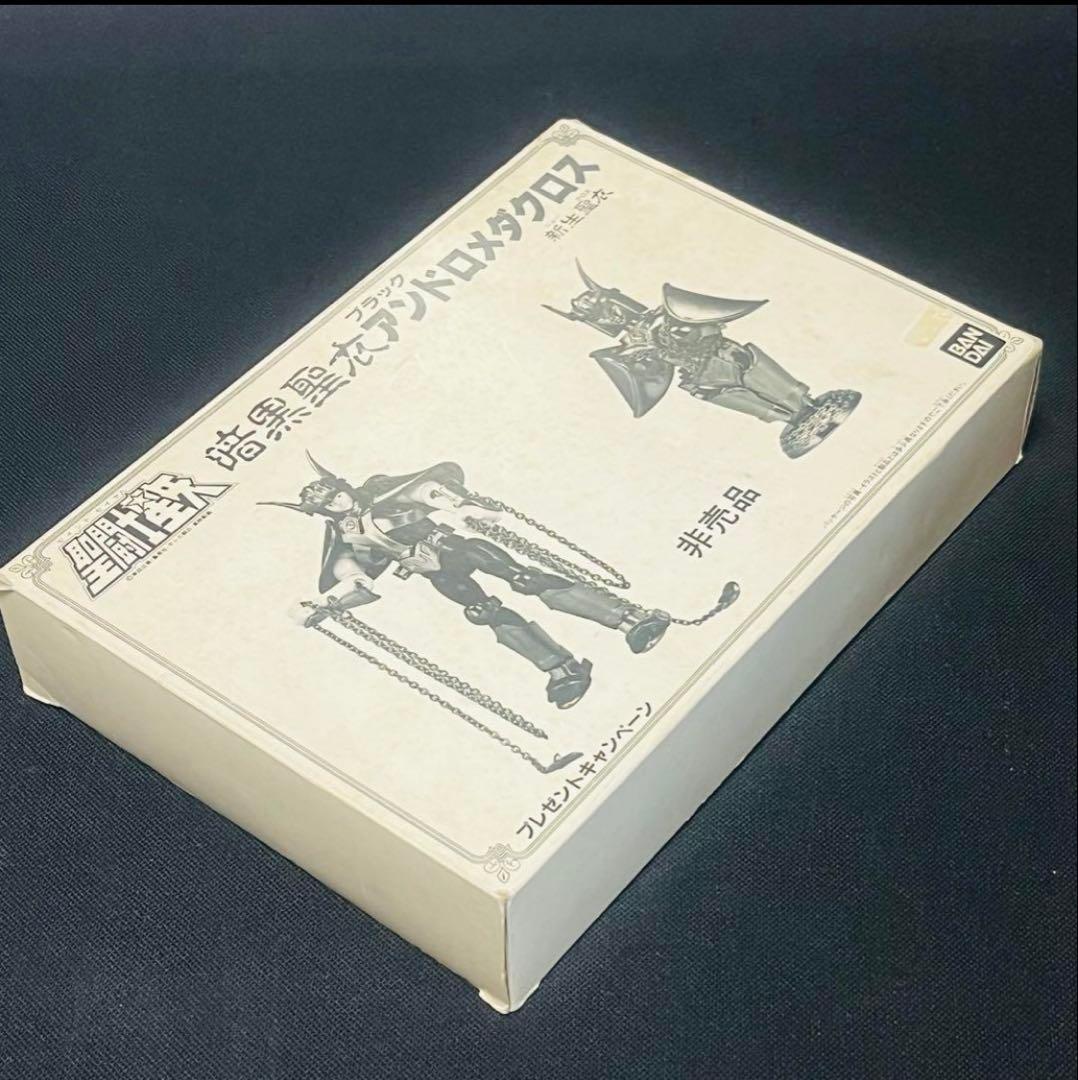 聖闘士星矢
暗黒聖衣アンドロメダクロス
ブラック
新生聖衣
BAN
DAI
非売品
プレゼントキャンペーン